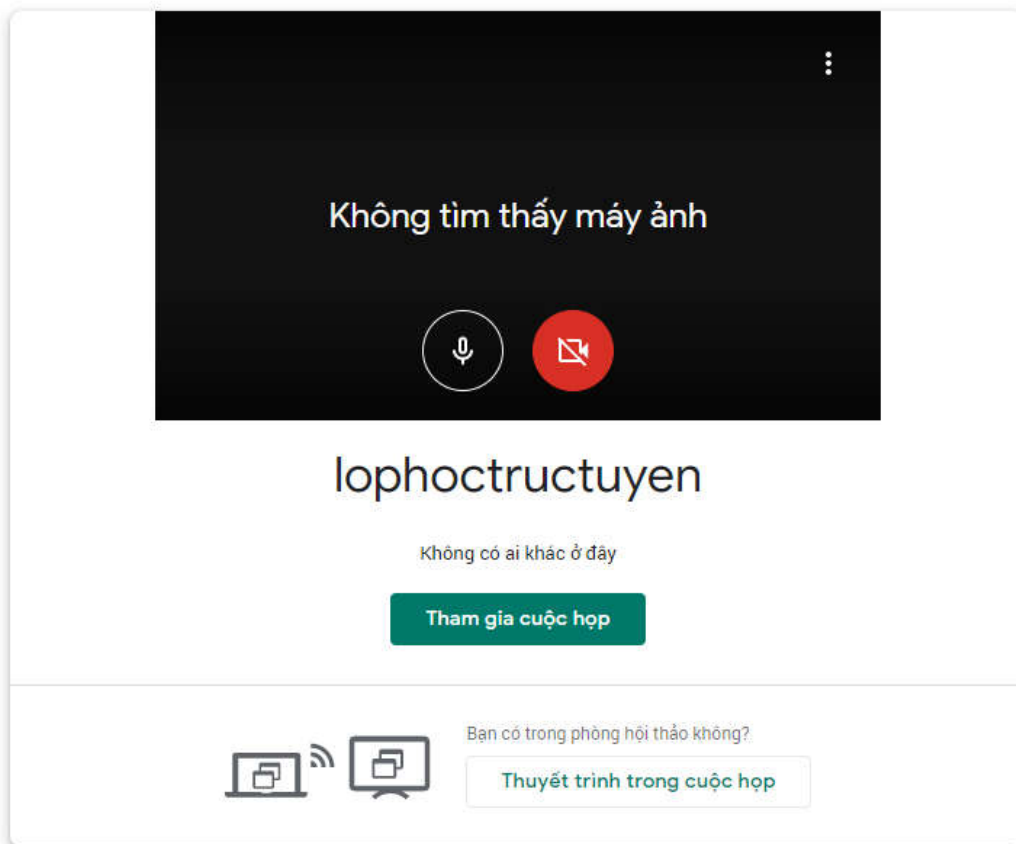 Không tìm thấy máy ảnh
lophoctructuyen
Không có ai khác ở đây
Tham gia cuộc họp
Bạn có trong phòng hội thảo không?
Thuyết trình trong cuộc họp